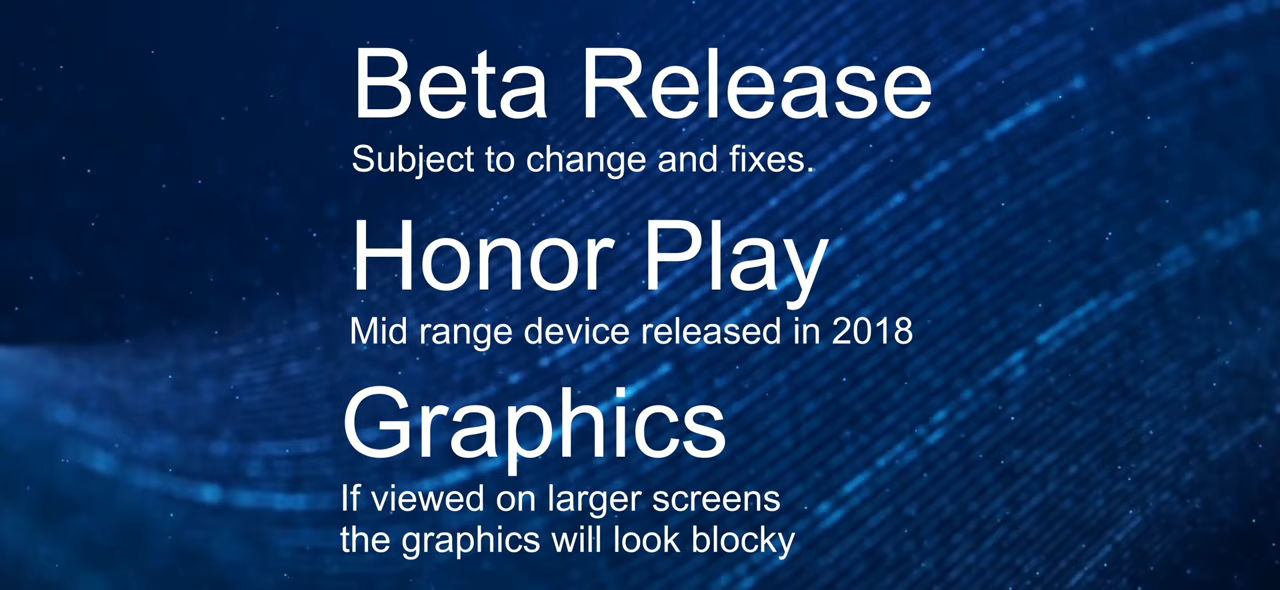 Beta Release
Subject to change and fixes.
Honor Play
Mid range device released in 2018
Graphics
If viewed on larger screens
the graphics will look blocky